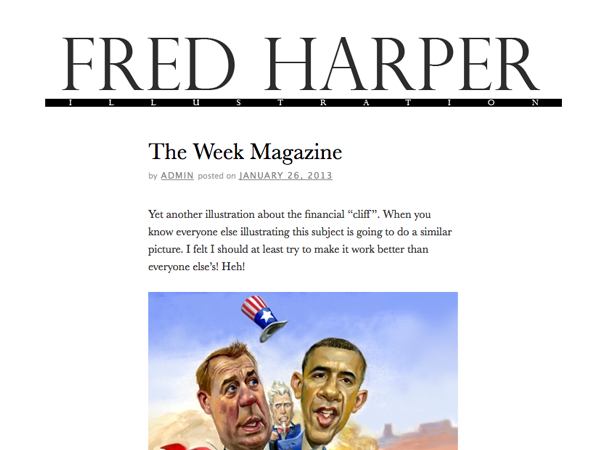 FRED HARPER
ILLUSTRATION
The Week Magazine
by ADMIN posted on JANUARY 26, 2013
Yet another illustration about the financial “cliff”. When you
know everyone else illustrating this subject is going to do a similar
picture. I felt I should at least try to make it work better than
everyone else’s! Heh!